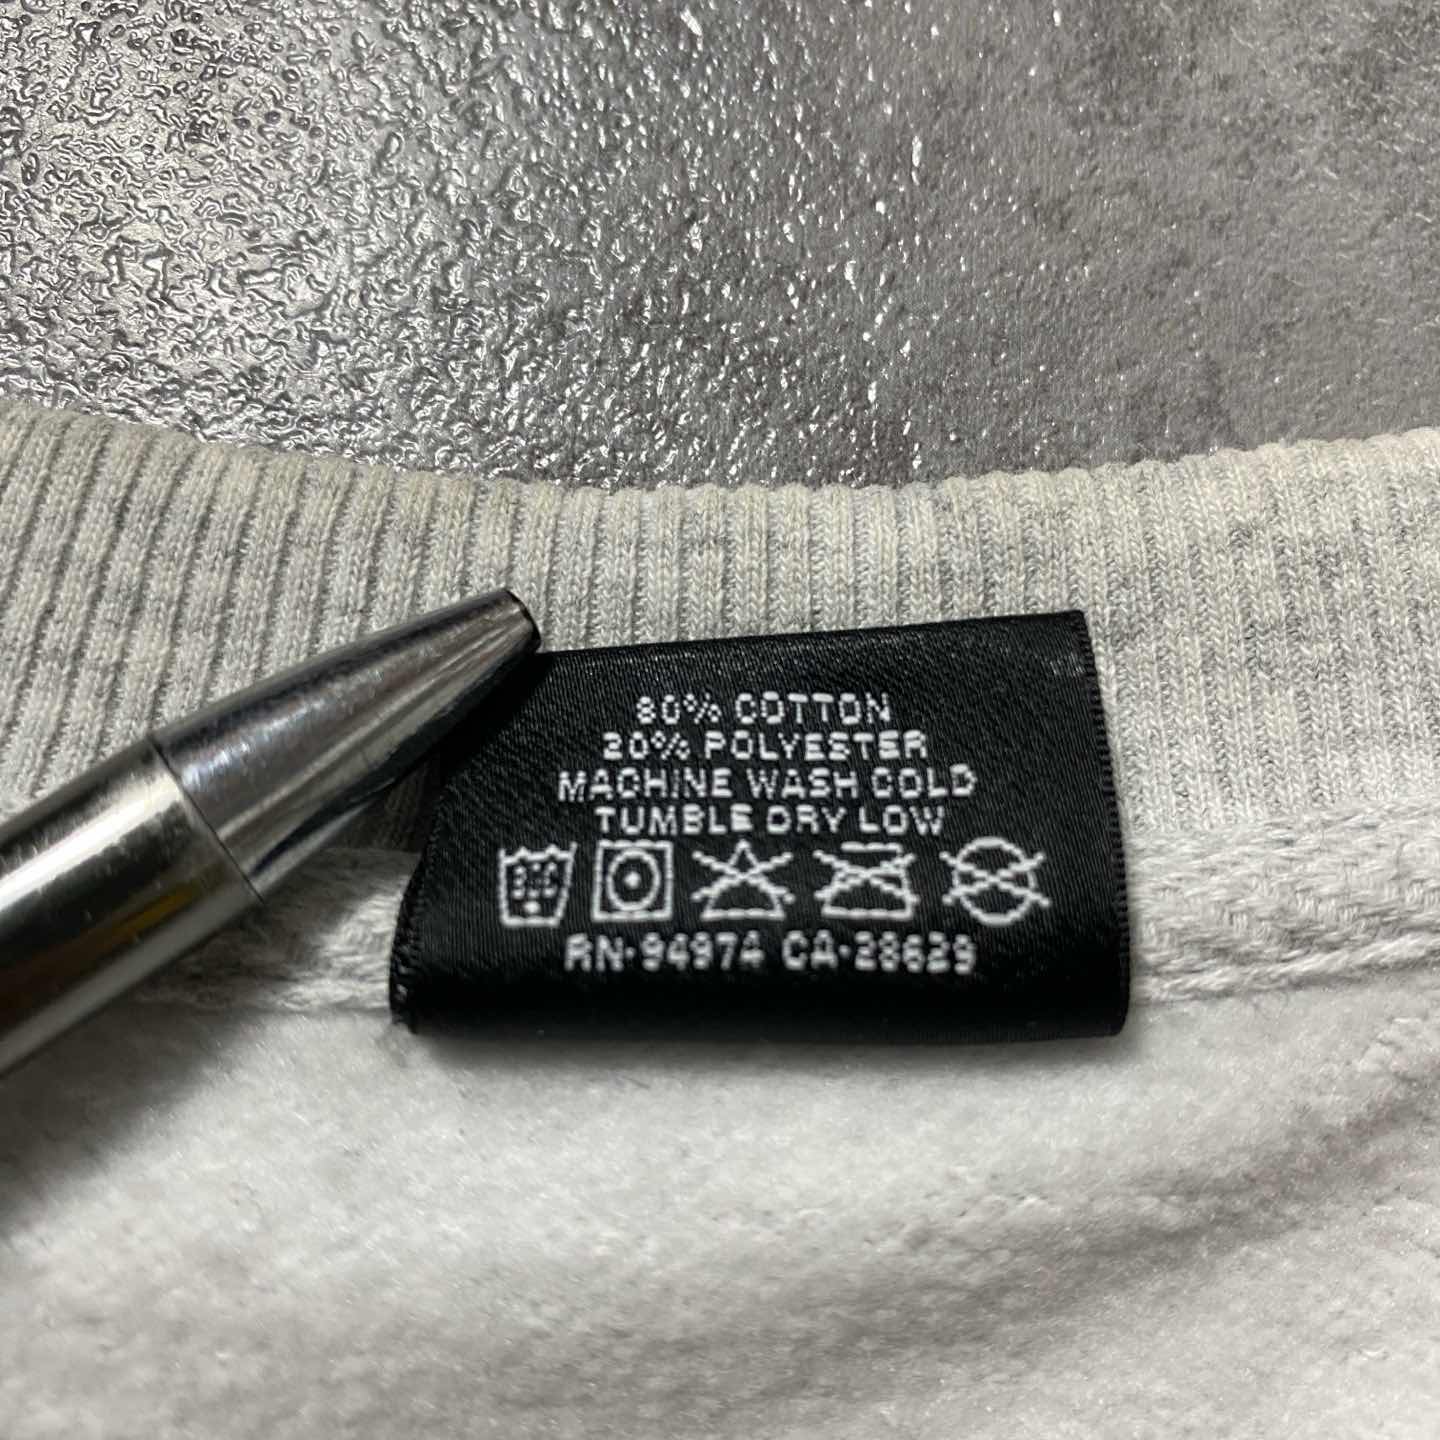 80% COTTON
20% POLYESTER
MACHINE WASH COLD
TUMBLE DRY LOW
RN-94974 CA-28629